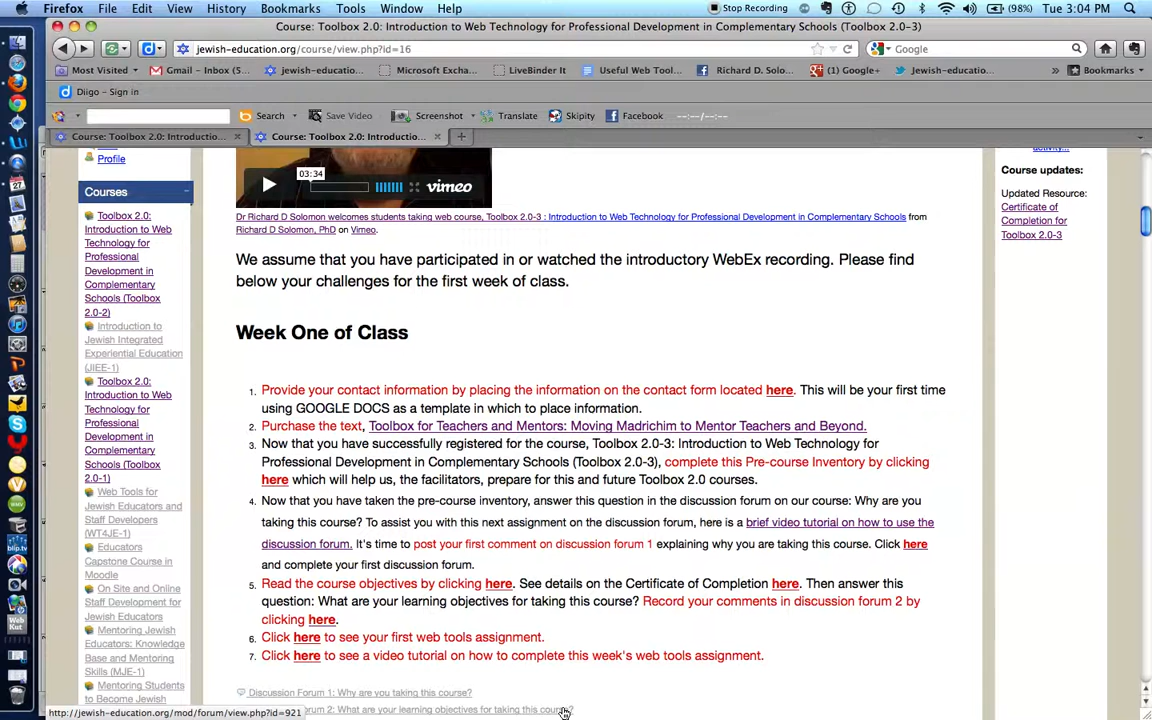 Firefox File Edit View History Bookmarks Tools Window Help Stop Recording (98%) Tue 3:04 PM
Course: Toolbox 2.0: Introduction to Web Technology for Professional Development in Complementary Schools (Toolbox 2.0-3)
jewish-education.org/course/view.php?id=16 Google
Most Visited Gmail - Inbox (5... jewish-educatio... Microsoft Excha... LiveBinder It Useful Web Tool... Richard D. Solo... Google+ Jewish-educatio... Bookmarks
Diigo - Sign in
Search Save Video Screenshot Translate Skipity Facebook --:--/--:--
Course: Toolbox 2.0: Introductio... Course: Toolbox 2.0: Introductio...
Profile
Courses
Toolbox 2.0:
Introduction to Web
Technology for
Professional
Development in
Complementary
Schools (Toolbox
2.0-2)
Introduction to
Jewish Integrated
Experiential Education
(JIEE-1)
Toolbox 2.0:
Introduction to Web
Technology for
Professional
Development in
Complementary
Schools (Toolbox
2.0-1)
Web Tools for
Jewish Educators and
Staff Developers
(WT4JE-1)
Educators
Capstone Course in
Moodle
On Site and Online
Staff Development for
Jewish Educators
Mentoring Jewish
Educators: Knowledge
Base and Mentoring
Skills (MJE-1)
Mentoring Students
to Become Jewish
03:34
vimeo
Dr Richard D Solomon welcomes students taking web course, Toolbox 2.0-3 : Introduction to Web Technology for Professional Development in Complementary Schools from
Richard D Solomon, PhD on Vimeo.
We assume that you have participated in or watched the introductory WebEx recording. Please find
below your challenges for the first week of class.
Week One of Class
1. Provide your contact information by placing the information on the contact form located here. This will be your first time
using GOOGLE DOCS as a template in which to place information.
2. Purchase the text, Toolbox for Teachers and Mentors: Moving Madrichim to Mentor Teachers and Beyond.
3. Now that you have successfully registered for the course, Toolbox 2.0-3: Introduction to Web Technology for
Professional Development in Complementary Schools (Toolbox 2.0-3), complete this Pre-course Inventory by clicking
here which will help us, the facilitators, prepare for this and future Toolbox 2.0 courses.
4. Now that you have taken the pre-course inventory, answer this question in the discussion forum on our course: Why are you
taking this course? To assist you with this next assignment on the discussion forum, here is a brief video tutorial on how to use the
discussion forum. It's time to post your first comment on discussion forum 1 explaining why you are taking this course. Click here
and complete your first discussion forum.
5. Read the course objectives by clicking here. See details on the Certificate of Completion here. Then answer this
question: What are your learning objectives for taking this course? Record your comments in discussion forum 2 by
clicking here.
6. Click here to see your first web tools assignment.
7. Click here to see a video tutorial on how to complete this week's web tools assignment.
Discussion Forum 1: Why are you taking this course?
orum 2: What are your learning objectives for taking this course?
activity...
Course updates:
Updated Resource:
Certificate of
Completion for
Toolbox 2.0-3
http://jewish-education.org/mod/forum/view.php?id=921